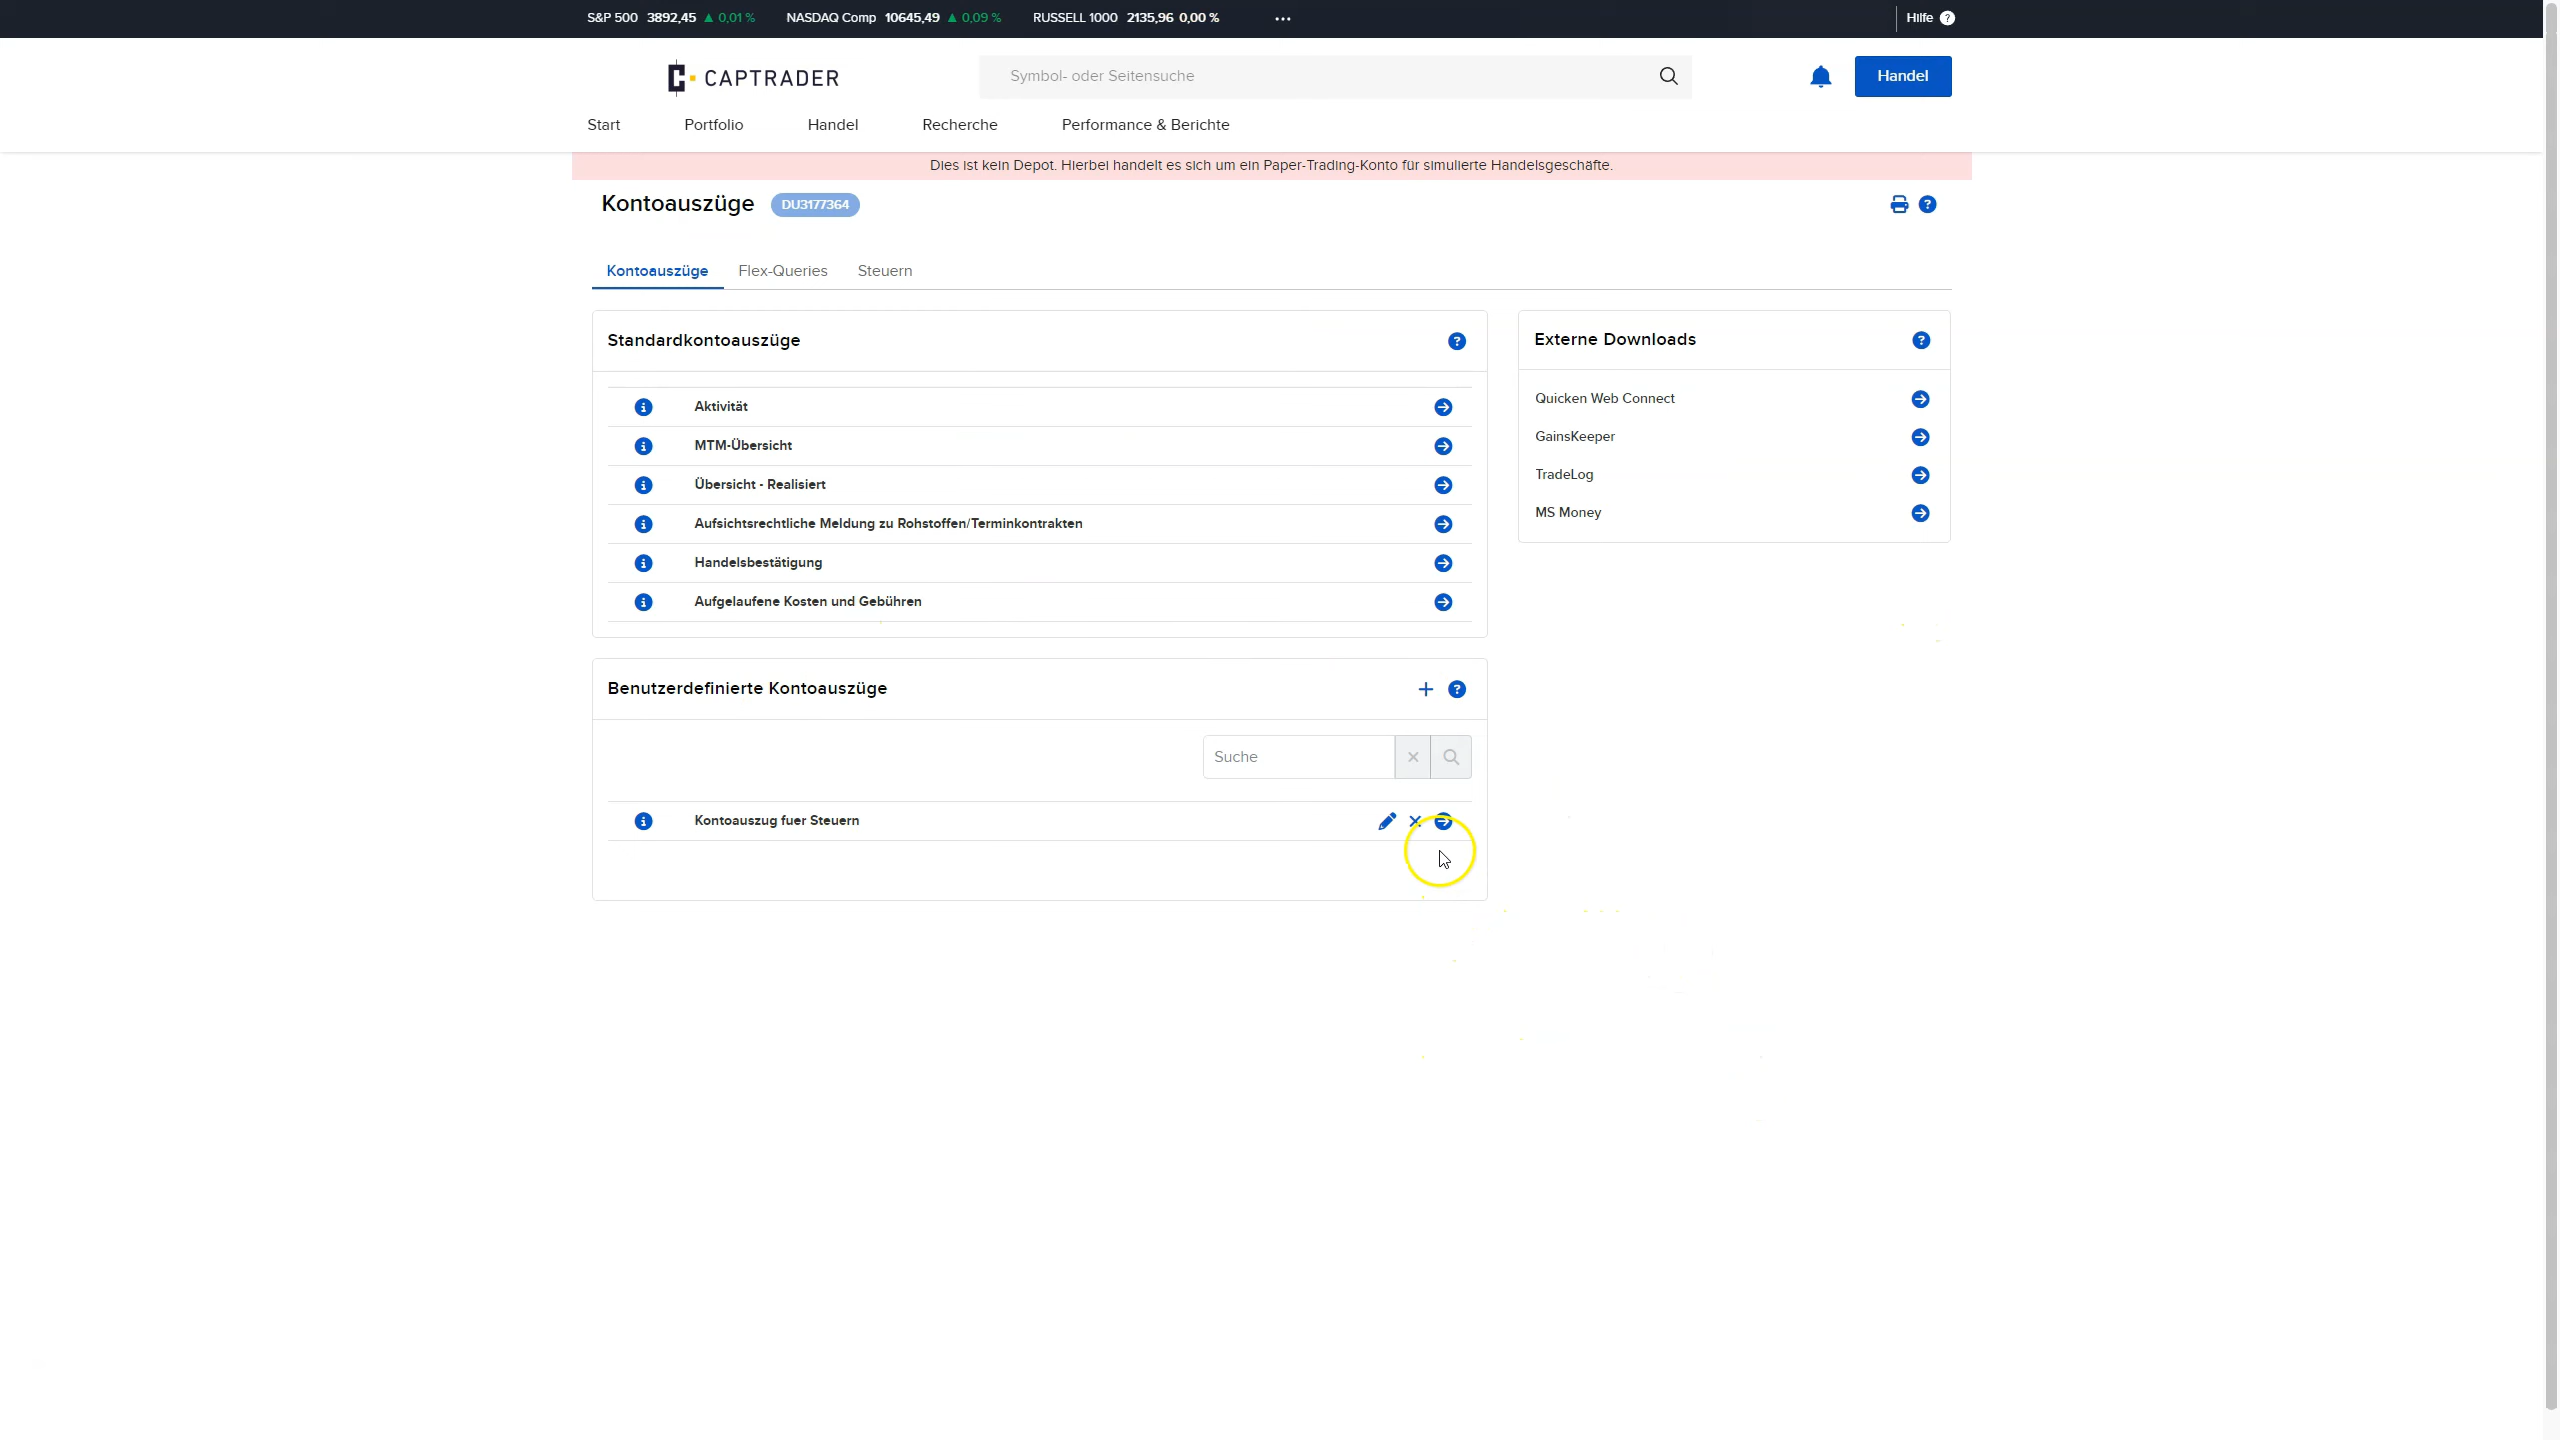 S&P 500 3892,45 ▲ 0,01 % NASDAQ Comp 10645,49 ▲ 0,09 % RUSSELL 1000 2135,96 0,00 % ••• Hilfe ?
CAPTRADER Symbol- oder Seitensuche Handel
Start Portfolio Handel Recherche Performance & Berichte
Dies ist kein Depot. Hierbei handelt es sich um ein Paper-Trading-Konto für simulierte Handelsgeschäfte.
Kontoauszüge DU3177364
Kontoauszüge Flex-Queries Steuern
Standardkontoauszüge
Aktivität
MTM-Übersicht
Übersicht - Realisiert
Aufsichtsrechtliche Meldung zu Rohstoffen/Terminkontrakten
Handelsbestätigung
Aufgelaufene Kosten und Gebühren
Externe Downloads
Quicken Web Connect
GainsKeeper
TradeLog
MS Money
Benutzerdefinierte Kontoauszüge
Suche
Kontoauszug fuer Steuern